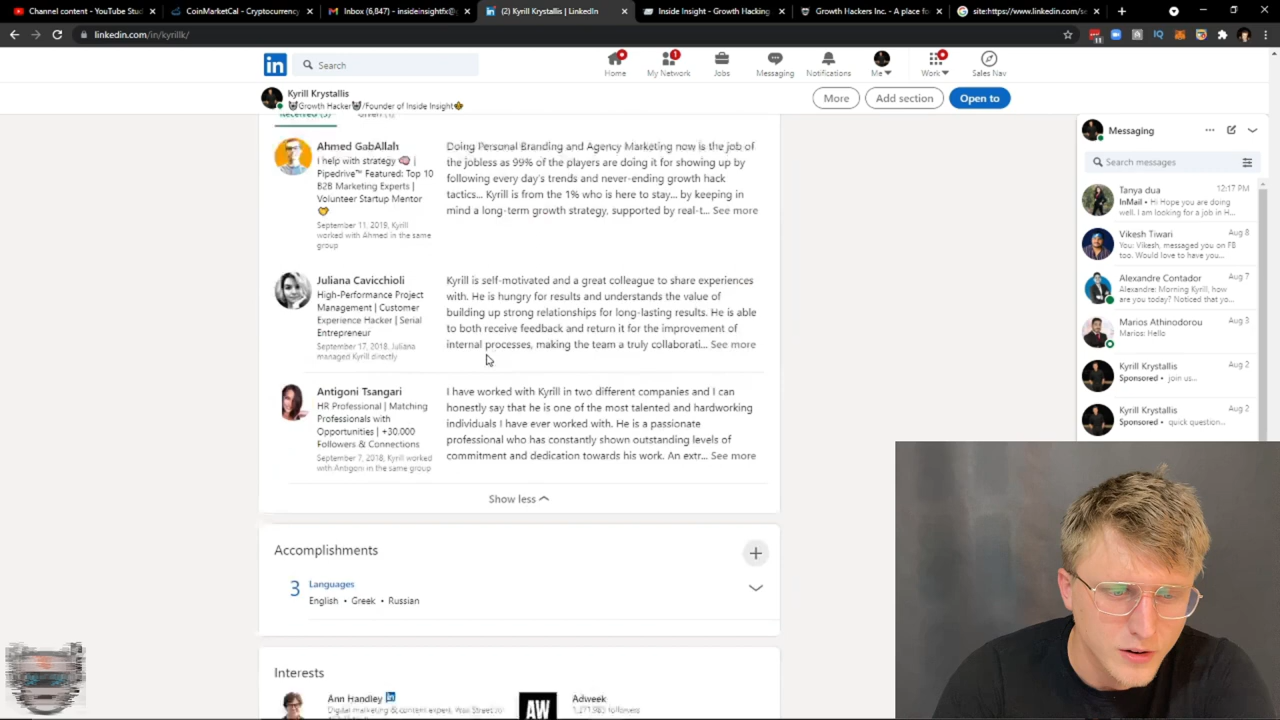 Channel content - YouTube Stud
CoinMarketCal - Cryptocurrency
Inbox (6,847) - insideinsightfx@
(2) Kyrill Krystallis | LinkedIn
Inside Insight - Growth Hacking
Growth Hackers Inc. - A place fo
site:https://www.linkedin.com/se
linkedin.com/in/kyrillk/
11
in
Search
Home
1
My Network
Jobs
Messaging
Notifications
Me
Work
Sales Nav
Kyrill Krystallis
Growth Hacker/Founder of Inside Insight
More
Add section
Open to
Received (3)
Ahmed GabAllah
I help with strategy |
Pipedrive™ Featured: Top 10
B2B Marketing Experts |
Volunteer Startup Mentor
September 11, 2019, Kyrill
worked with Ahmed in the same
group
Doing Personal Branding and Agency Marketing now is the job of
the jobless as 99% of the players are doing it for showing up by
following every day's trends and never-ending growth hack
tactics... Kyrill is from the 1% who is here to stay... by keeping in
mind a long-term growth strategy, supported by real-t... See more
Juliana Cavicchioli
High-Performance Project
Management | Customer
Experience Hacker | Serial
Entrepreneur
September 17, 2018, Juliana
managed Kyrill directly
Kyrill is self-motivated and a great colleague to share experiences
with. He is hungry for results and understands the value of
building up strong relationships for long-lasting results. He is able
to both receive feedback and return it for the improvement of
internal processes, making the team a truly collaborati... See more
Antigoni Tsangari
HR Professional | Matching
Professionals with
Opportunities | +30.000
Followers & Connections
September 7, 2018, Kyrill worked
with Antigoni in the same group
I have worked with Kyrill in two different companies and I can
honestly say that he is one of the most talented and hardworking
individuals I have ever worked with. He is a passionate
professional who has constantly shown outstanding levels of
commitment and dedication towards his work. An extr... See more
Show less
Accomplishments
3
Languages
English • Greek • Russian
Interests
Ann Handley in
Digital marketing & content expert, Wall Street
AW
Adweek
followers
Messaging
Search messages
Tanya dua
12:17 PM
InMail • Hi Hope you are doing
well, I am looking for a job in H...
Vikesh Tiwari
Aug 8
You: Vikesh, messaged you on FB
too. Would love to have you...
Alexandre Contador
Aug 7
Alexandre: Morning Kyrill, how
are you today? Noticed that yo...
Marios Athinodorou
Aug 3
Marios: Hello
Kyrill Krystallis
Aug 2
Sponsored • join us...
Kyrill Krystallis
Aug 2
Sponsored • quick question...